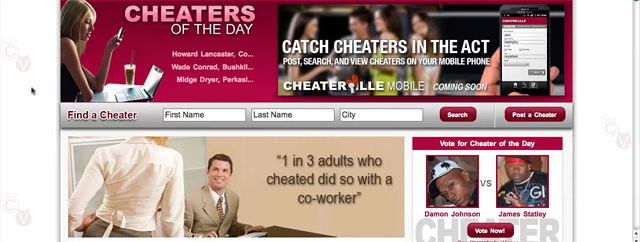 CHEATERS
OF THE DAY
Howard Lancaster, Co...
Wade Conrad, Bushkil...
Midge Dryer, Perkasi...
CATCH CHEATERS IN THE ACT
POST, SEARCH, AND VIEW CHEATERS ON YOUR MOBILE PHONE
CHEATERVILLE MOBILE COMING SOON
Find a Cheater
First Name
Last Name
City
Search
Post a Cheater
"1 in 3 adults who
cheated did so with a
co-worker"
Vote for Cheater of the Day
VS
Damon Johnson
James Statley
Vote Now!
CHEATER